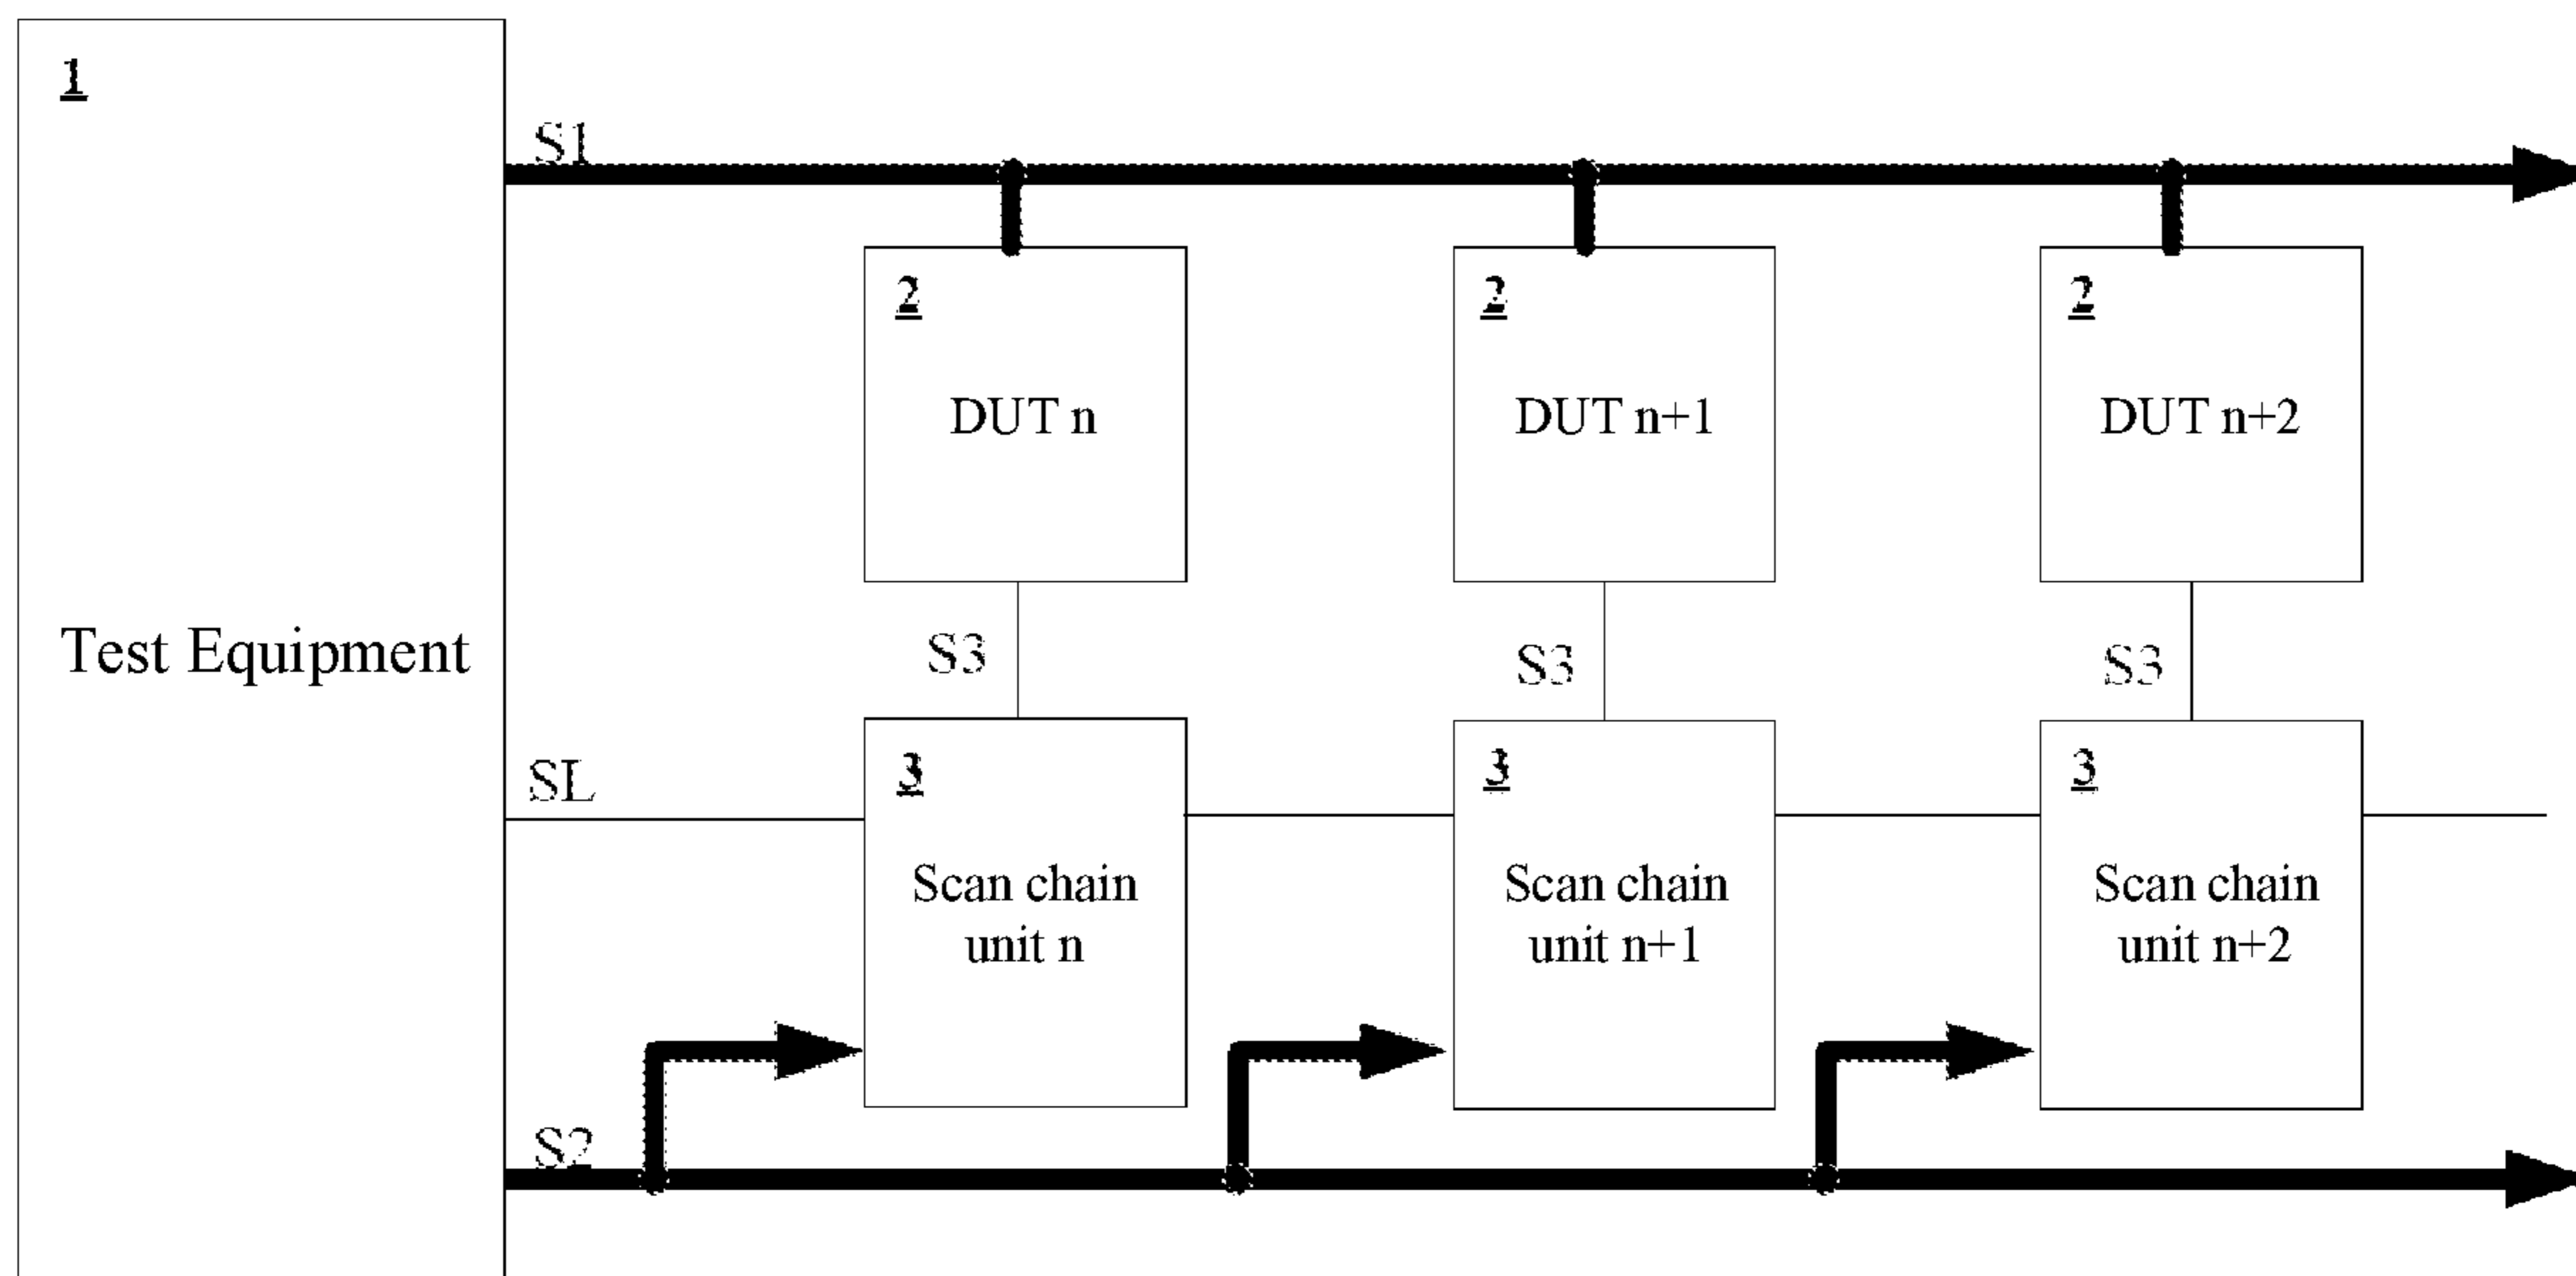 1
S1
2
2
2
DUT n
DUT n+1
DUT n+2
Test Equipment
S3
S3
S3
SL
3
3
3
Scan chain
unit n
Scan chain
unit n+1
Scan chain
unit n+2
S2